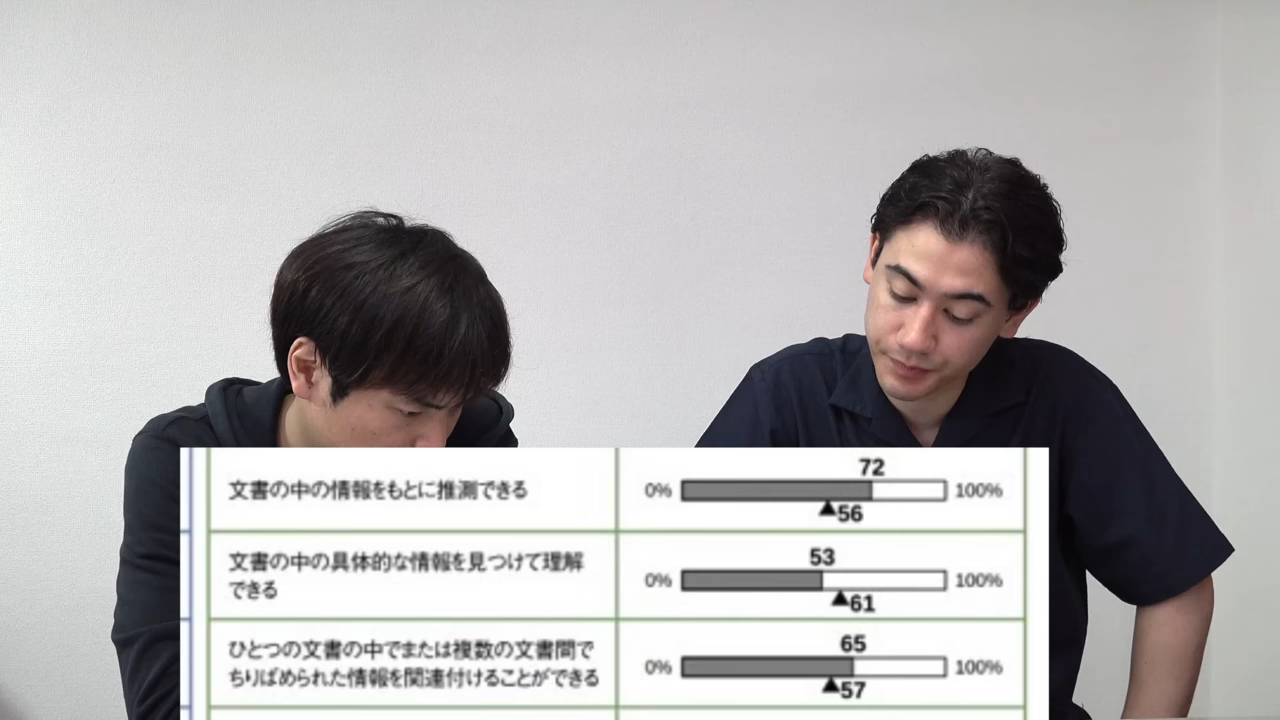 文書の中の情報をもとに推測できる
72
0% 100%
▲56
文書の中の具体的な情報を見つけて理解
できる
53
0% 100%
▲61
ひとつの文書の中でまたは複数の文書間で
ちりばめられた情報を関連付けることができる
65
0% 100%
▲57